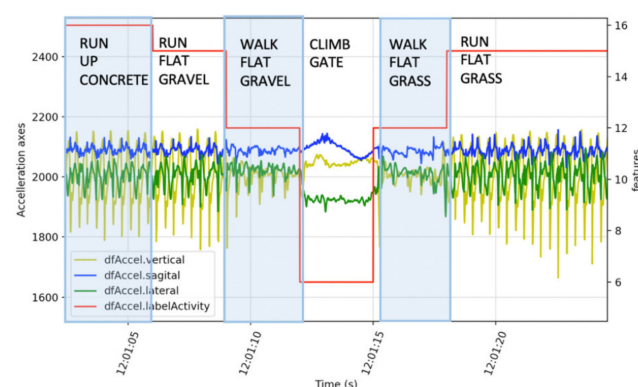 2400
2200
2000
1800
1600
Accelleration axes
RUN
UP
CONCRETE
RUN
FLAT
GRAVEL
WALK
FLAT
GRAVEL
CLIMB
GATE
WALK
FLAT
GRASS
RUN
FLAT
GRASS
dfAccel.vertical
dfAccel.sagital
dfAccel.lateral
dfAccel.labelActivity
16
14
12
10
8
6
features
12:01:05
12:01:10
12:01:15
12:01:20
Time (s)